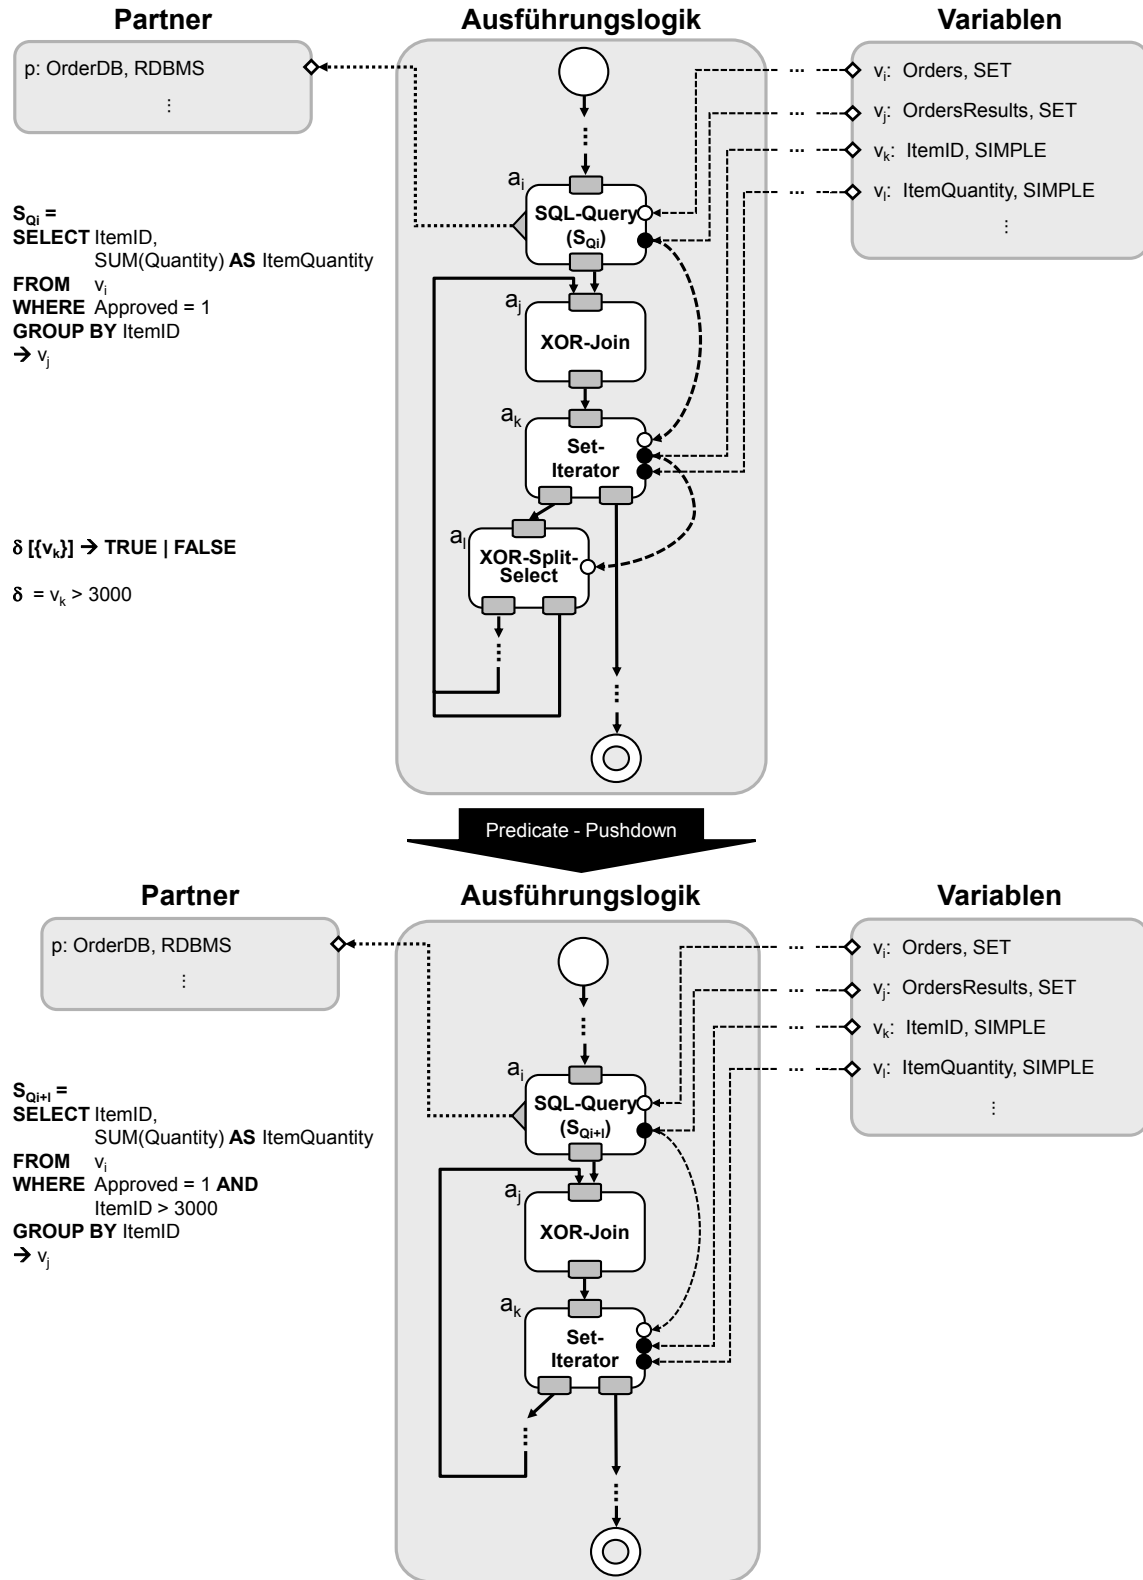 Partner
Ausführungslogik
Variablen
p: OrderDB, RDBMS
⋮
vi: Orders, SET
vj: OrdersResults, SET
vk: ItemID, SIMPLE
vl: ItemQuantity, SIMPLE
⋮
...
...
...
...
SQi =
SELECT ItemID,
SUM(Quantity) AS ItemQuantity
FROM vi
WHERE Approved = 1
GROUP BY ItemID
→ vj
ai
SQL-Query
(SQi)
aj
XOR-Join
ak
Set-
Iterator
al
XOR-Split-
Select
δ [{vk}] → TRUE | FALSE
δ = vk > 3000
Predicate - Pushdown
Partner
Ausführungslogik
Variablen
p: OrderDB, RDBMS
⋮
vi: Orders, SET
vj: OrdersResults, SET
vk: ItemID, SIMPLE
vl: ItemQuantity, SIMPLE
⋮
...
...
...
...
SQi+l =
SELECT ItemID,
SUM(Quantity) AS ItemQuantity
FROM vi
WHERE Approved = 1 AND
ItemID > 3000
GROUP BY ItemID
→ vj
ai
SQL-Query
(SQi+l)
aj
XOR-Join
ak
Set-
Iterator